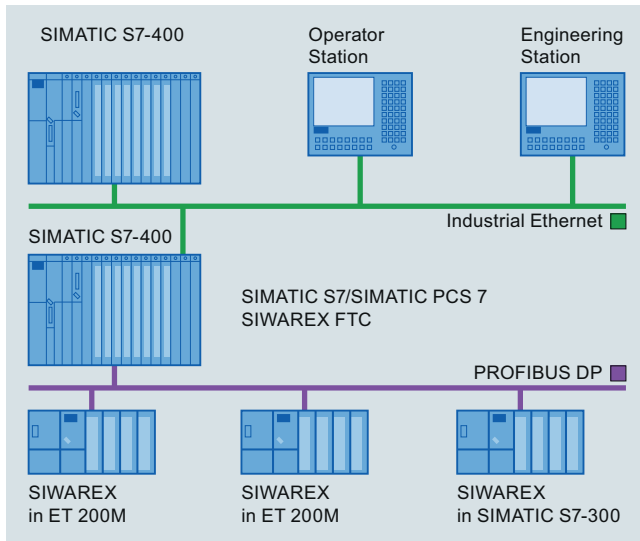 SIMATIC S7-400
Operator
Station
Engineering
Station
Industrial Ethernet
SIMATIC S7-400
SIMATIC S7/SIMATIC PCS 7
SIWAREX FTC
PROFIBUS DP
SIWAREX
in ET 200M
SIWAREX
in ET 200M
SIWAREX
in SIMATIC S7-300